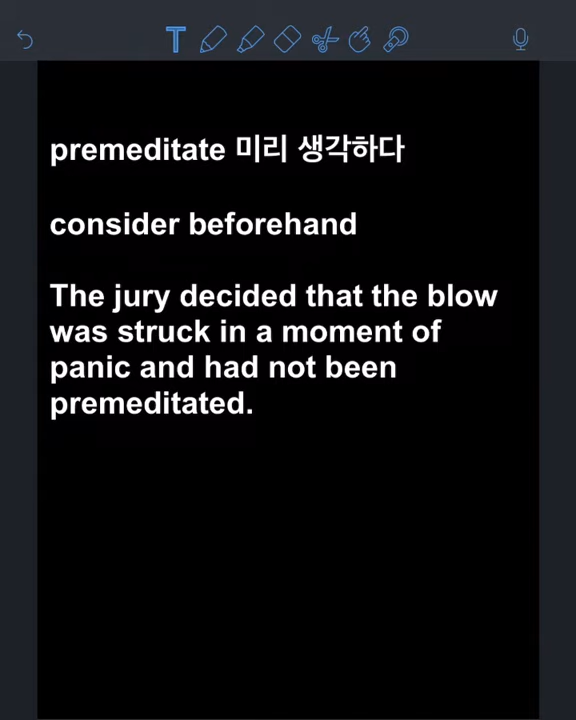 premeditate 미리 생각하다
consider beforehand
The jury decided that the blow
was struck in a moment of
panic and had not been
premeditated.